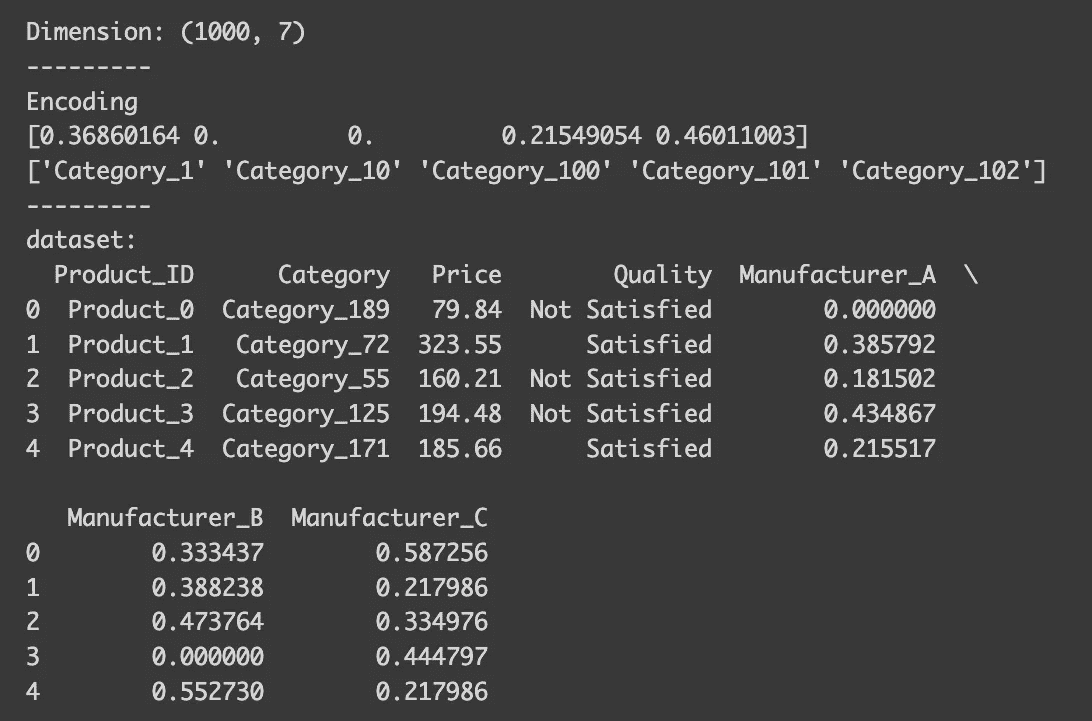 Dimension: (1000, 7)
---------
Encoding
[0.36860164 0.         0.         0.21549054 0.46011003]
['Category_1' 'Category_10' 'Category_100' 'Category_101' 'Category_102']
---------
dataset:
  Product_ID      Category   Price        Quality  Manufacturer_A  \
0  Product_0  Category_189   79.84  Not Satisfied        0.000000
1  Product_1   Category_72  323.55      Satisfied        0.385792
2  Product_2   Category_55  160.21  Not Satisfied        0.181502
3  Product_3  Category_125  194.48  Not Satisfied        0.434867
4  Product_4  Category_171  185.66      Satisfied        0.215517
   Manufacturer_B  Manufacturer_C
0        0.333437        0.587256
1        0.388238        0.217986
2        0.473764        0.334976
3        0.000000        0.444797
4        0.552730        0.217986